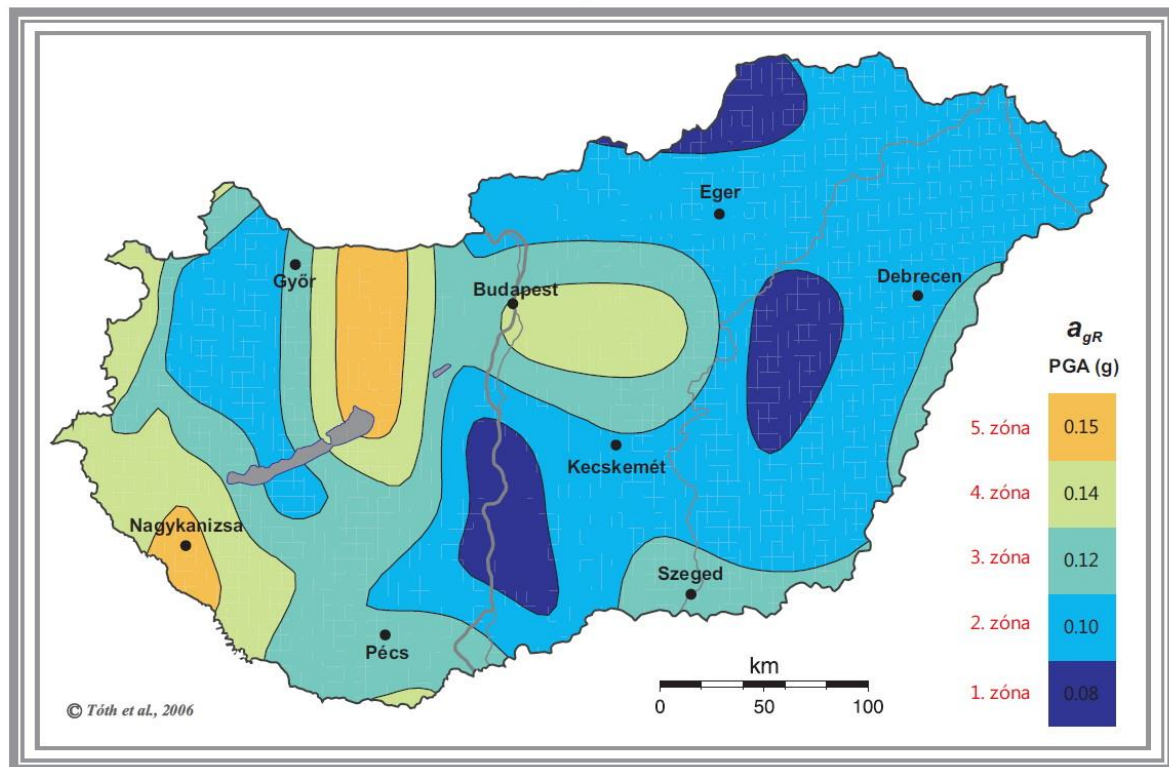 Eger
Győr
Budapest
Debrecen
Kecskemét
Nagykanizsa
Szeged
Pécs
a_gR
PGA (g)
5. zóna 0.15
4. zóna 0.14
3. zóna 0.12
2. zóna 0.10
1. zóna 0.08
km
0 50 100
© Tóth et al., 2006